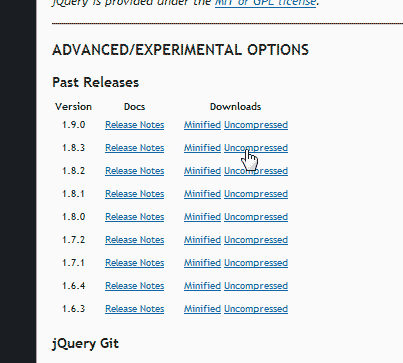 jQuery is provided under the MIT or GPL license.
ADVANCED/EXPERIMENTAL OPTIONS
Past Releases
Version Docs Downloads
1.9.0 Release Notes Minified Uncompressed
1.8.3 Release Notes Minified Uncompressed
1.8.2 Release Notes Minified Uncompressed
1.8.1 Release Notes Minified Uncompressed
1.8.0 Release Notes Minified Uncompressed
1.7.2 Release Notes Minified Uncompressed
1.7.1 Release Notes Minified Uncompressed
1.6.4 Release Notes Minified Uncompressed
1.6.3 Release Notes Minified Uncompressed
jQuery Git